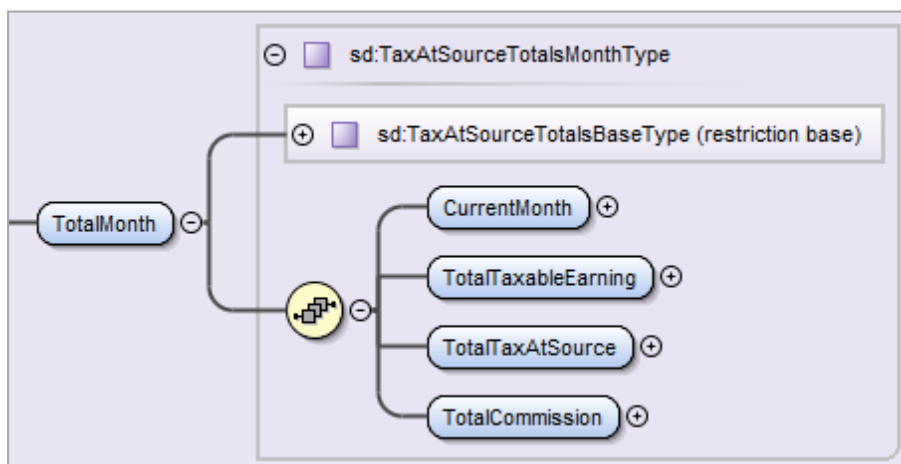 sd:TaxAtSourceTotalsMonthType
sd:TaxAtSourceTotalsBaseType (restriction base)
TotalMonth
CurrentMonth
TotalTaxableEarning
TotalTaxAtSource
TotalCommission